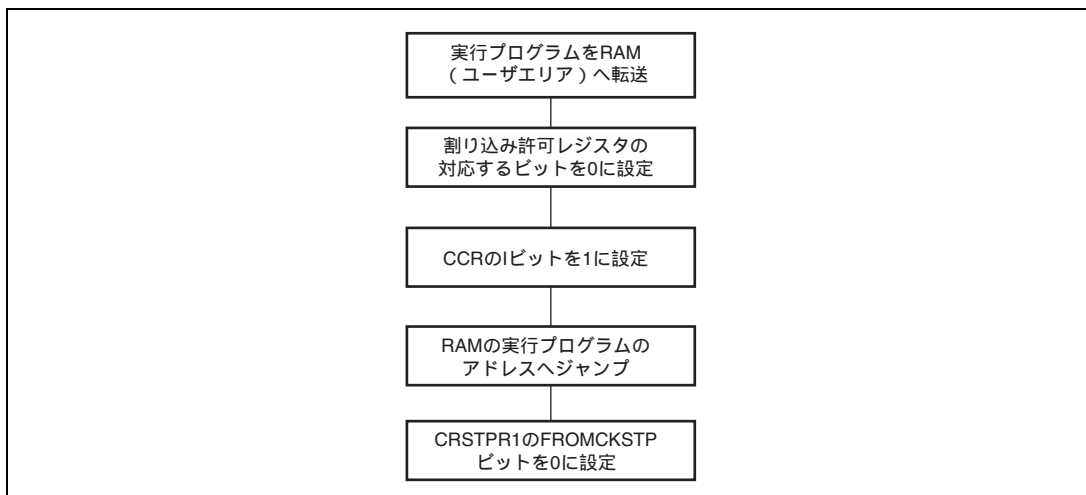 実行プログラムをRAM
（ユーザエリア）へ転送
割り込み許可レジスタの
対応するビットを0に設定
CCRのIビットを1に設定
RAMの実行プログラムの
アドレスへジャンプ
CRSTPR1のFROMCKSTP
ビットを0に設定